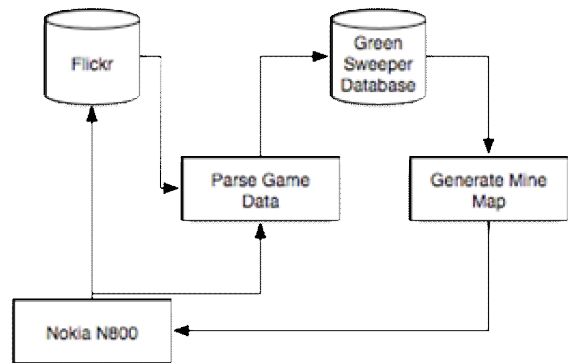 Flickr
Green
Sweeper
Database
Parse Game
Data
Generate Mine
Map
Nokia N800